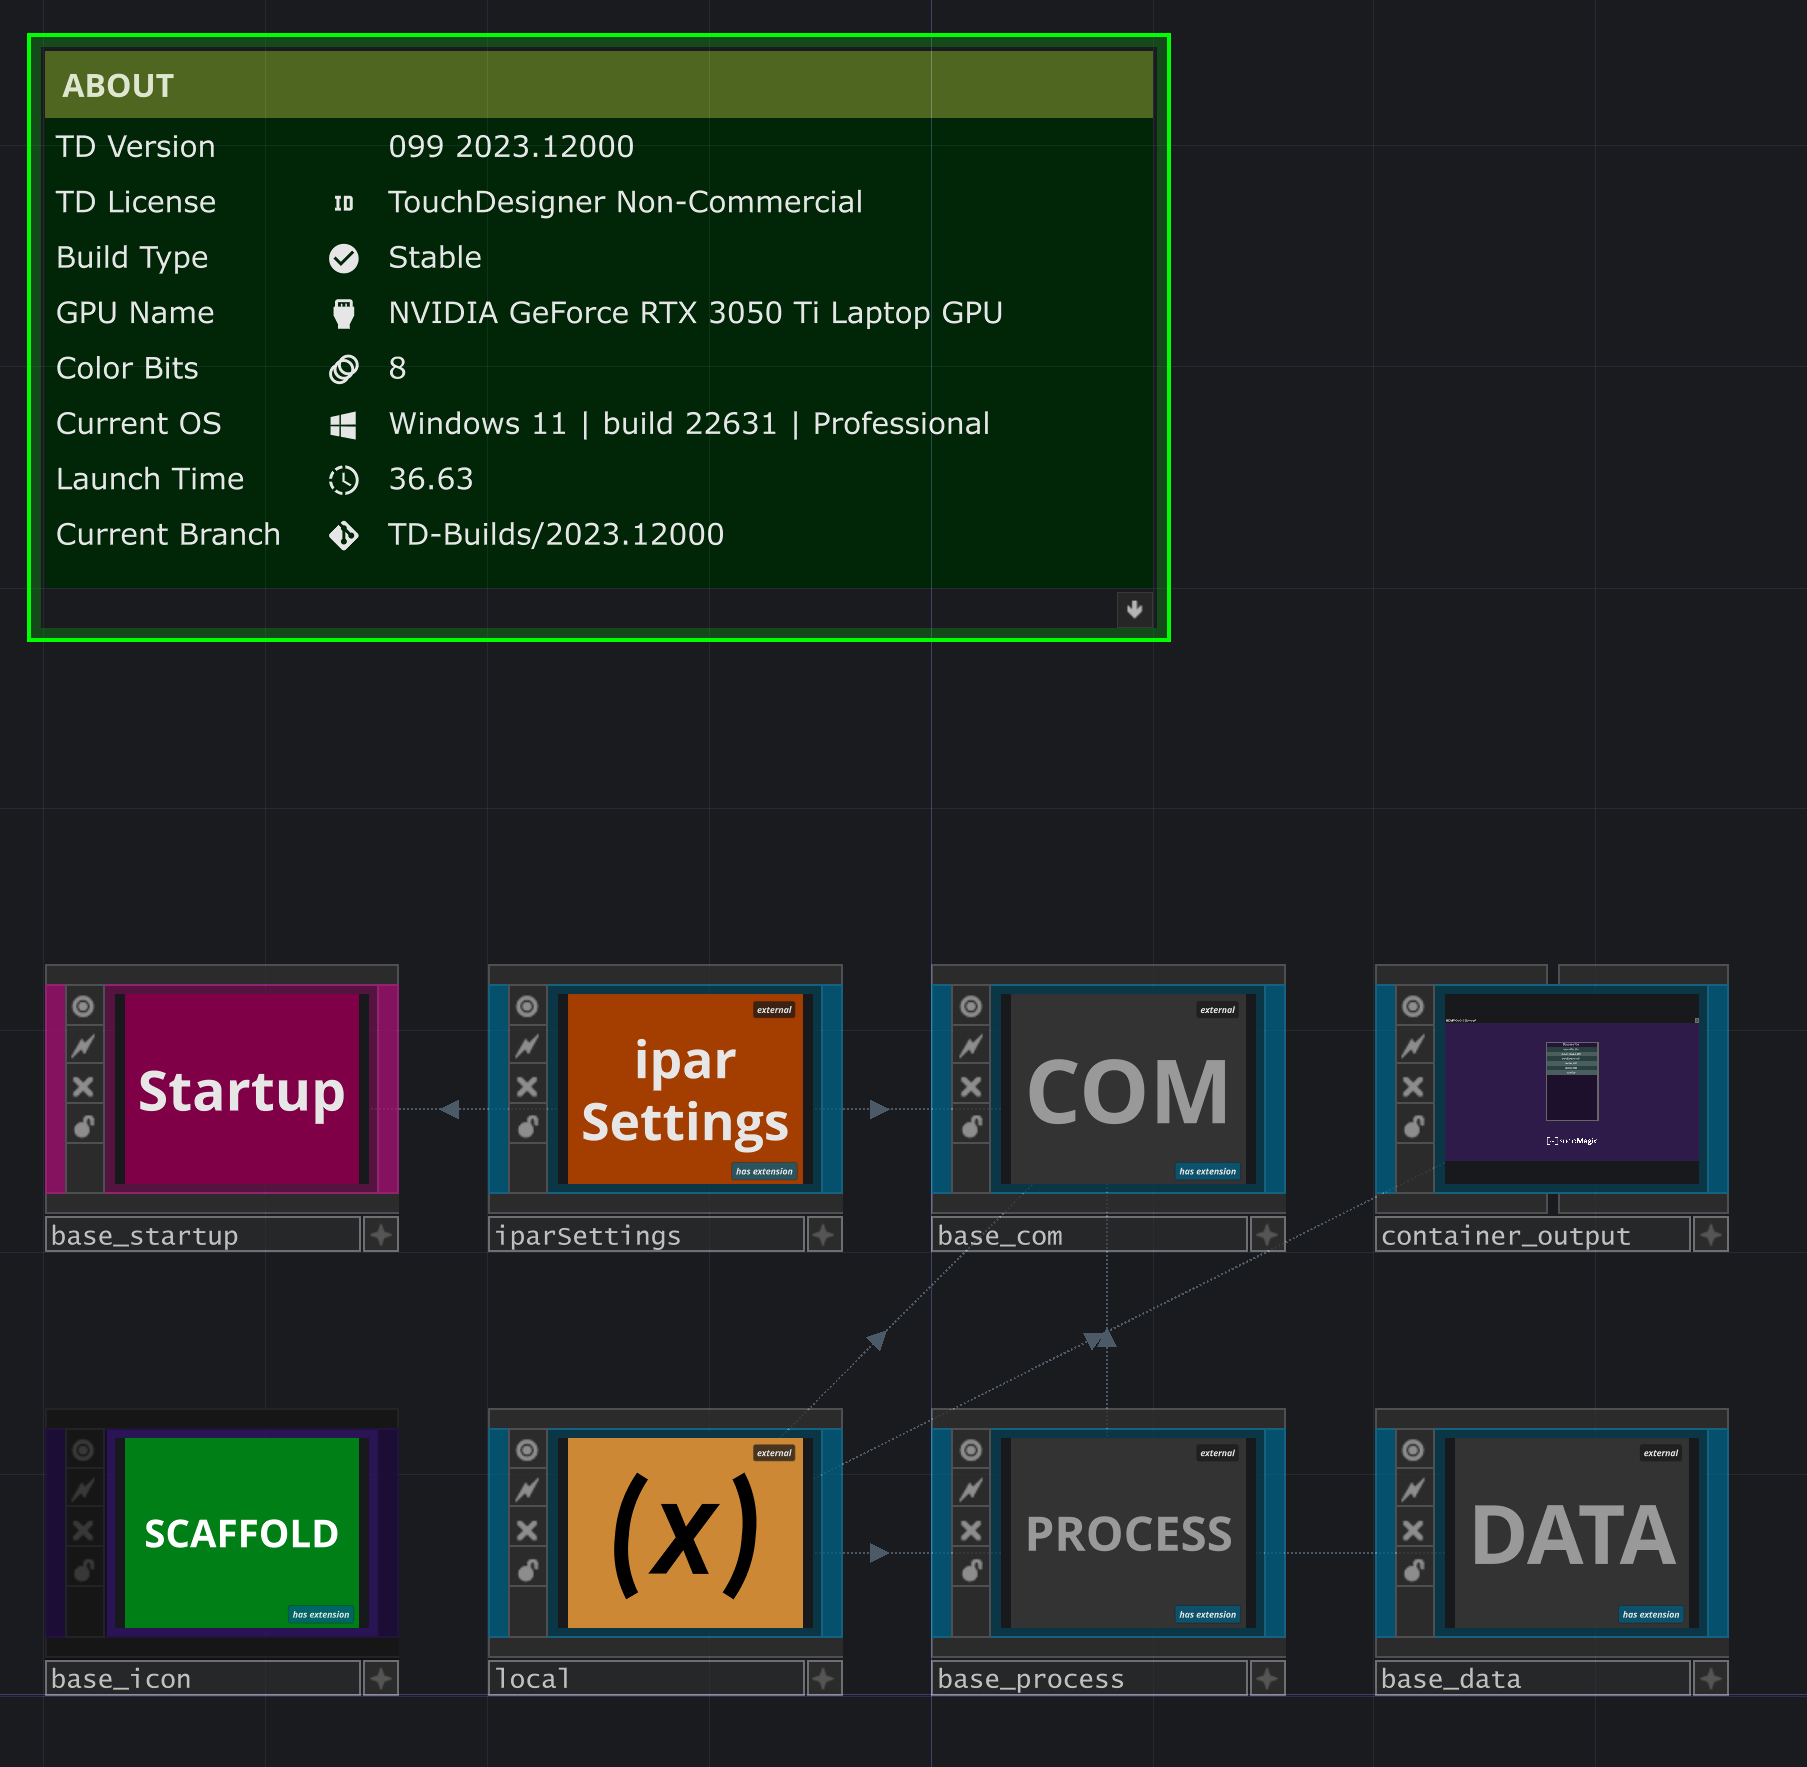 ABOUT
TD Version 099 2023.12000
TD License ID TouchDesigner Non-Commercial
Build Type Stable
GPU Name NVIDIA GeForce RTX 3050 Ti Laptop GPU
Color Bits 8
Current OS Windows 11 | build 22631 | Professional
Launch Time 36.63
Current Branch TD-Builds/2023.12000
Startup
base_startup
external
ipar
Settings
has extension
iparSettings
external
COM
has extension
base_com
Magic
container_output
SCAFFOLD
has extension
base_icon
external
(x)
local
external
PROCESS
has extension
base_process
external
DATA
has extension
base_data